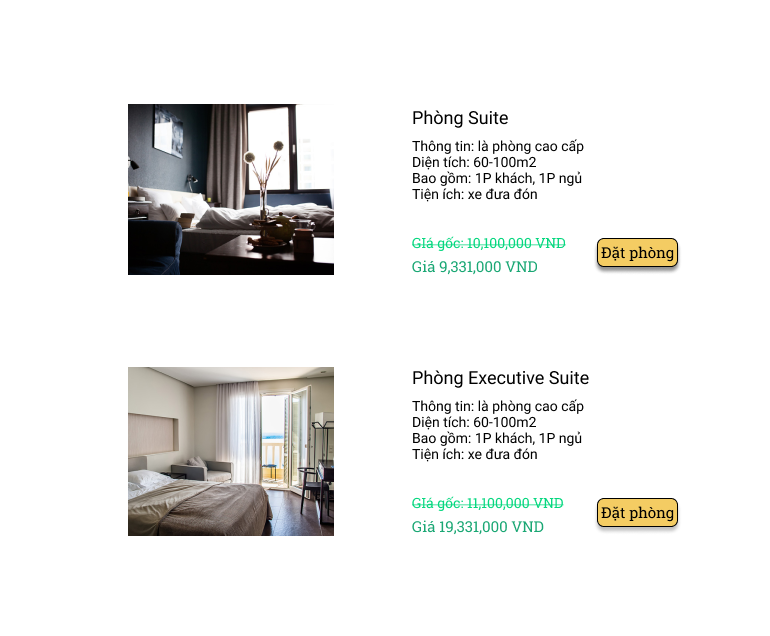 Phòng Suite
Thông tin: là phòng cao cấp
Diện tích: 60-100m2
Bao gồm: 1P khách, 1P ngủ
Tiện ích: xe đưa đón
GIá gốc: 10,100,000 VND
Giá 9,331,000 VND
Đặt phòng
Phòng Executive Suite
Thông tin: là phòng cao cấp
Diện tích: 60-100m2
Bao gồm: 1P khách, 1P ngủ
Tiện ích: xe đưa đón
GIá gốc: 11,100,000 VND
Giá 19,331,000 VND
Đặt phòng